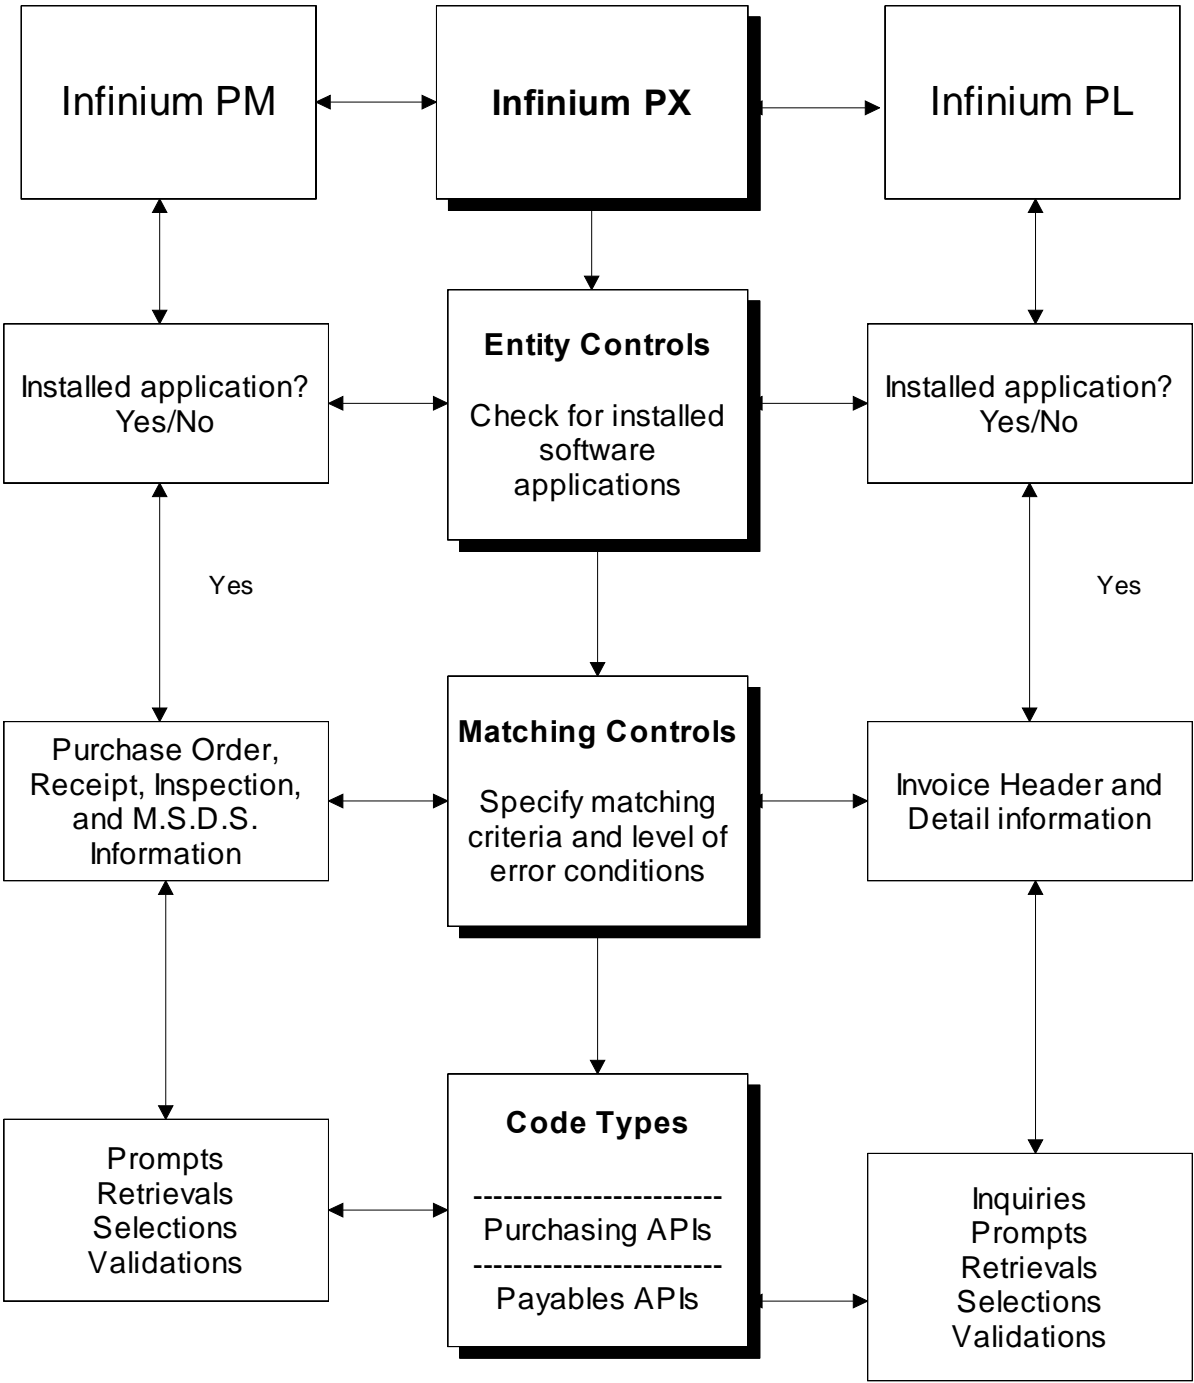 Infinium PM
Infinium PX
Infinium PL
Installed application?
Yes/No
Entity Controls
Check for installed
software
applications
Installed application?
Yes/No
Yes
Yes
Purchase Order,
Receipt, Inspection,
and M.S.D.S.
Information
Matching Controls
Specify matching
criteria and level of
error conditions
Invoice Header and
Detail information
Prompts
Retrievals
Selections
Validations
Code Types
-------------------------
Purchasing APIs
-------------------------
Payables APIs
Inquiries
Prompts
Retrievals
Selections
Validations